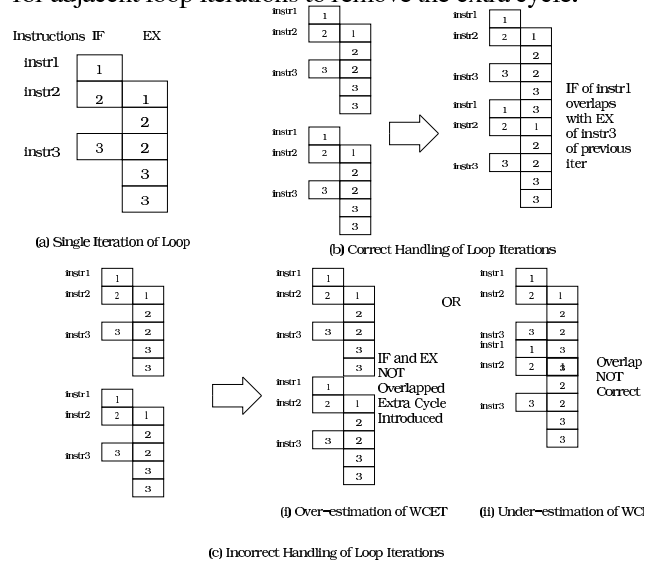 for adjacent loop iterations to remove the extra cycle.
Instructions IF EX
instr1
1
instr2
2 1
2
instr3
3 2
3
3
(a) Single Iteration of Loop
instr1
1
instr2
2 1
2
instr3
3 2
3
3
instr1
1
instr2
2 1
2
instr3
3 2
3
3
instr1
1
instr2
2 1
2
instr3
3 2
3
instr1
1 3
instr2
2 1
2
instr3
3 2
3
3
IF of instr1
overlaps
with EX
of instr3
of previous
iter
(b) Correct Handling of Loop Iterations
instr1
1
instr2
2 1
2
instr3
3 2
3
3
instr1
1
instr2
2 1
2
instr3
3 2
3
3
instr1
1
instr2
2 1
2
instr3
3 2
3
3
instr1
1
instr2
2 1
2
instr3
3 2
3
3
IF and EX
NOT
Overlapped
Extra Cycle
Introduced
OR
instr1
1
instr2
2 1
2
instr3
3 2
instr1
1 3
instr2
2
2
instr3
3 2
3
3
Overlap
NOT
Correct
(i) Over-estimation of WCET
(ii) Under-estimation of WC
(c) Incorrect Handling of Loop Iterations